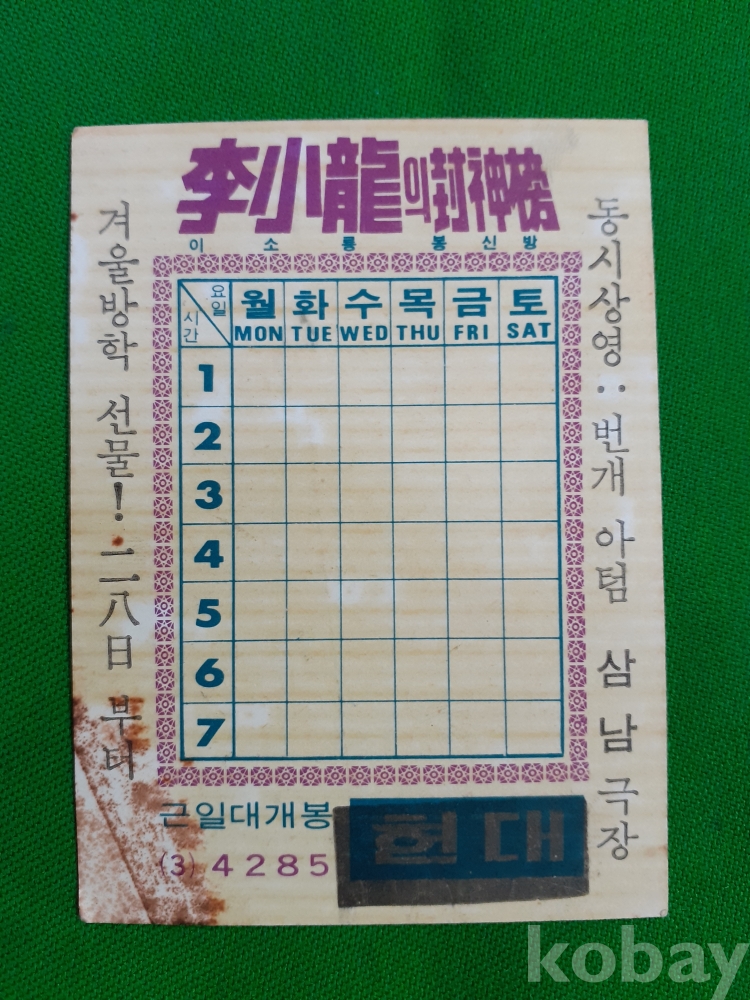 李小龍의封神榜
이 소 룡 봉 신 방
겨울방학 선물! 二八日 부터
동시상영 : 번개 아텀 삼남극장
요일
시간
월 화 수 목 금 토
MON TUE WED THU FRI SAT
1
2
3
4
5
6
7
근일대개봉
현대
(3) 4285
kobay